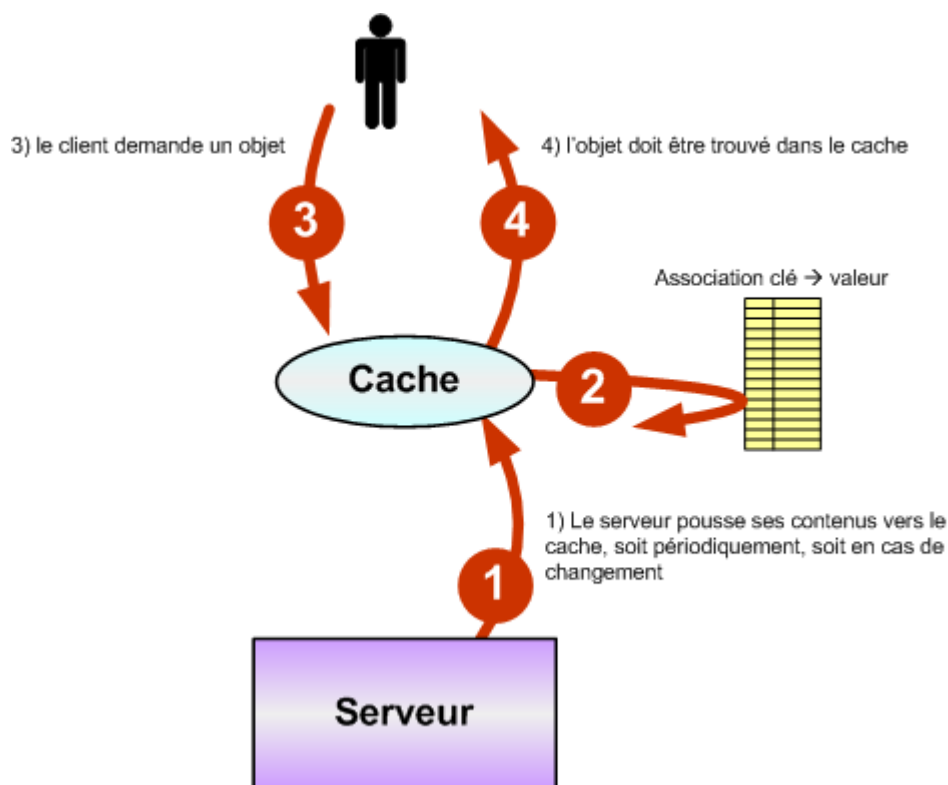 3) le client demande un objet
4) l'objet doit être trouvé dans le cache
3
4
Association clé → valeur
Cache
2
1) Le serveur pousse ses contenus vers le
cache, soit périodiquement, soit en cas de
changement
1
Serveur